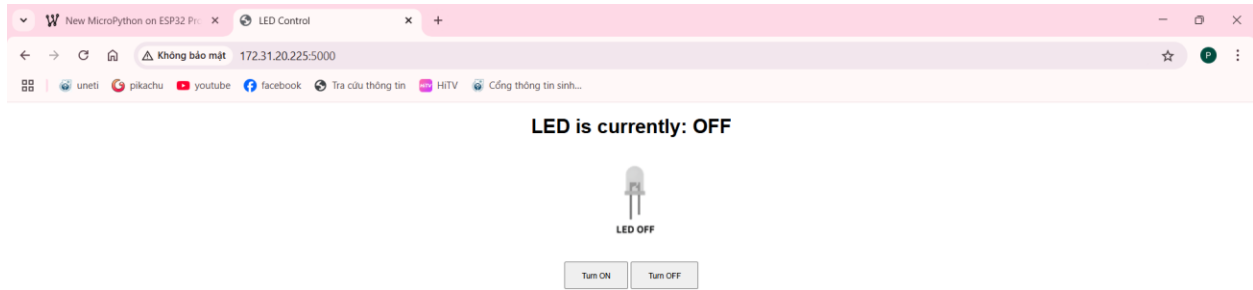 New MicroPython on ESP32 Pro LED Control
Không bảo mật 172.31.20.225:5000
uneti pikachu youtube facebook Tra cứu thông tin HiTV Cổng thông tin sinh...
LED is currently: OFF
LED OFF
Turn ON Turn OFF